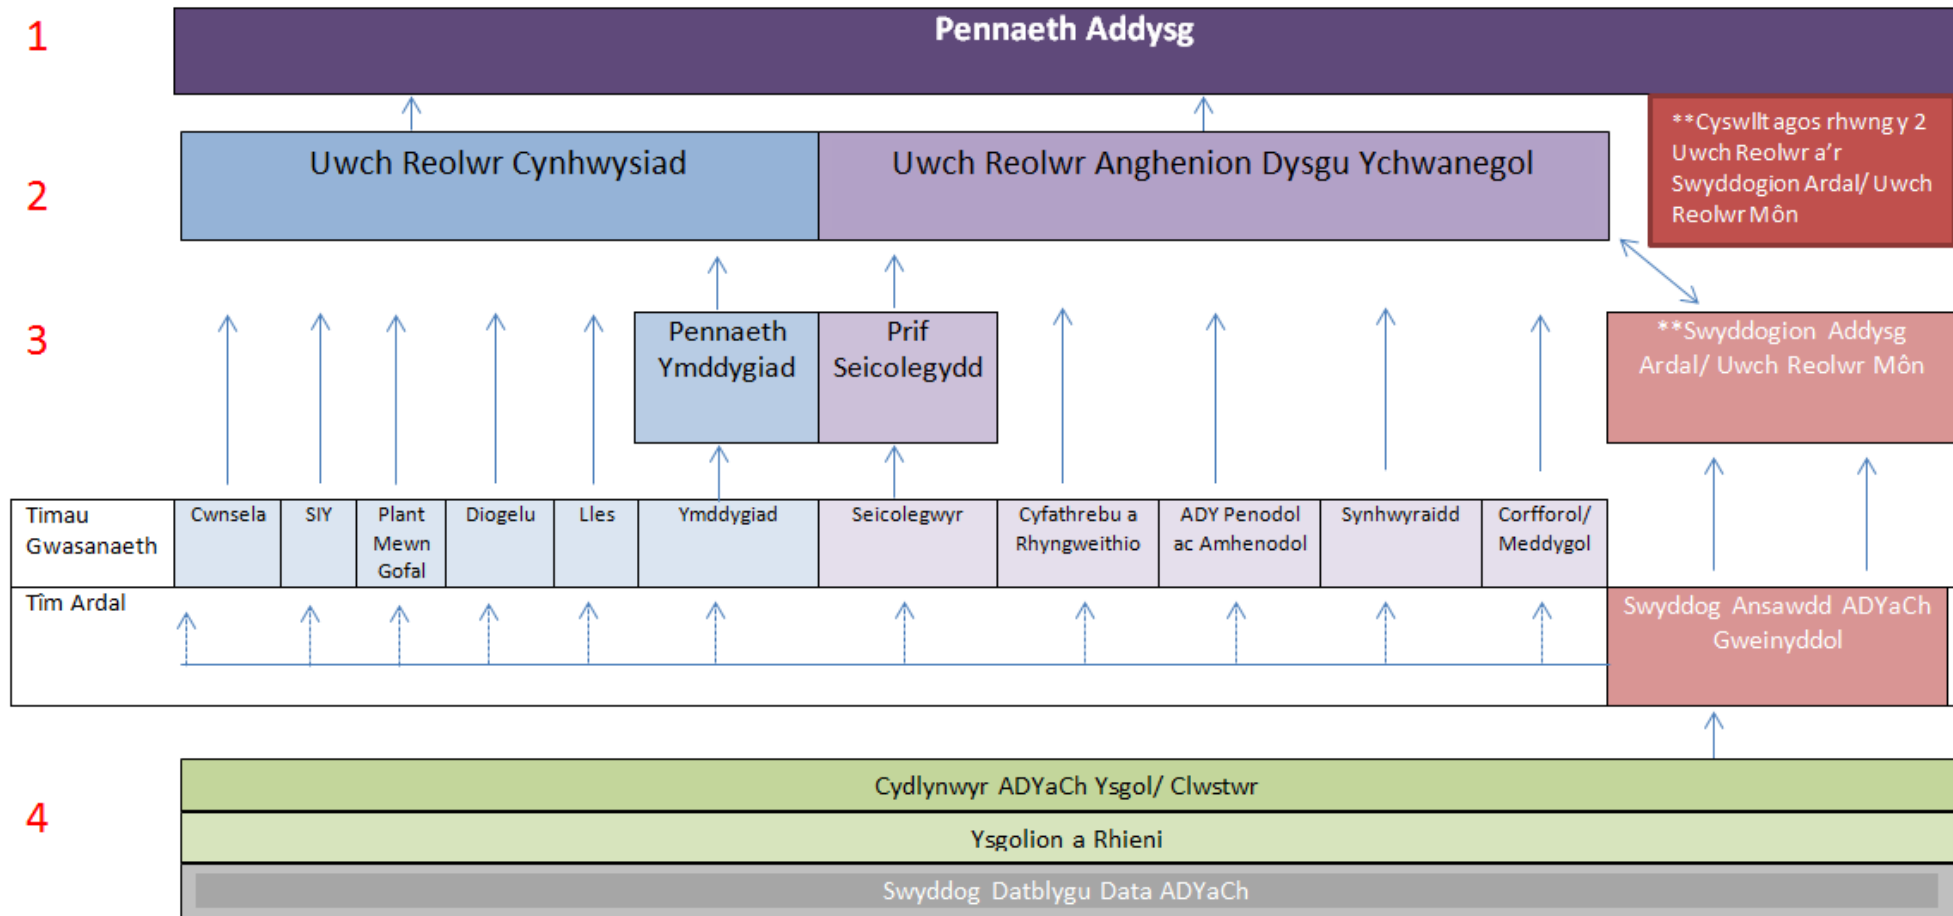 1
Pennaeth Addysg
2
Uwch Reolwr Cynhwysiad
Uwch Reolwr Anghenion Dysgu Ychwanegol
**Cyswllt agos rhwng y 2
Uwch Reolwr a'r
Swyddogion Ardal/ Uwch
Reolwr Môn
3
Pennaeth
Ymddygiad
Prif
Seicolegydd
**Swyddogion Addysg
Ardal/ Uwch Reolwr Môn
Timau
Gwasanaeth
Cwnsela
SIY
Plant
Mewn
Gofal
Diogelu
Lles
Ymddygiad
Seicolegwyr
Cyfathrebu a
Rhyngweithio
ADY Penodol
ac Amhenodol
Synhwyraidd
Corfforol/
Meddygol
Tîm Ardal
Swyddog Ansawdd ADYaCh
Gweinyddol
4
Cydlynwyr ADYaCh Ysgol/ Clwstwr
Ysgolion a Rhieni
Swyddog Datblygu Data ADYaCh